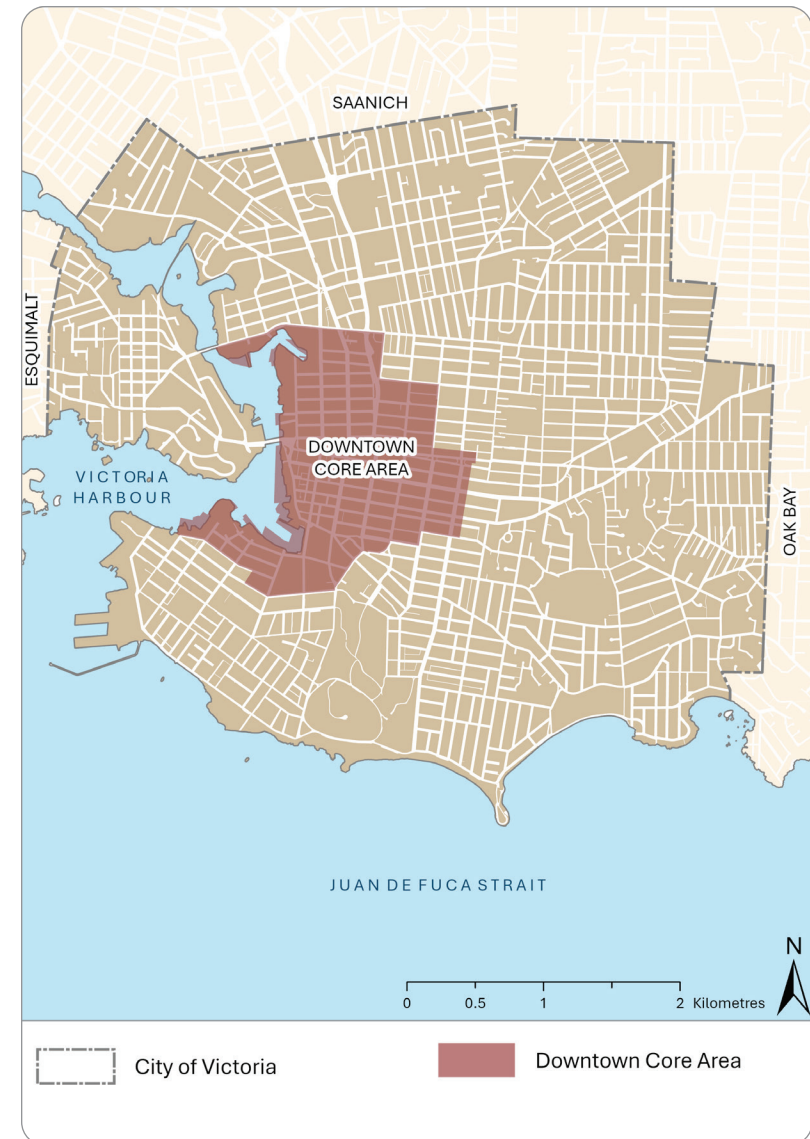 SAANICH
ESQUIMALT
DOWNTOWN
CORE AREA
VICTORIA
HARBOUR
OAK BAY
JUAN DE FUCA STRAIT
N
0 0.5 1 2 Kilometres
City of Victoria
Downtown Core Area